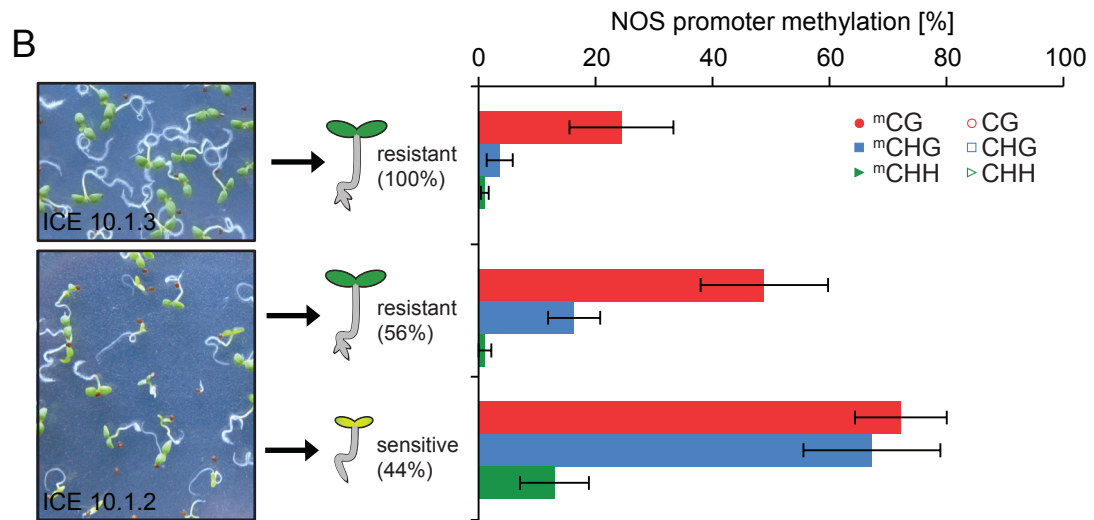 B
NOS promoter methylation [%]
0 20 40 60 80 100
ICE 10.1.3
resistant
(100%)
ᵐCG CG
ᵐCHG CHG
ᵐCHH CHH
resistant
(56%)
ICE 10.1.2
sensitive
(44%)